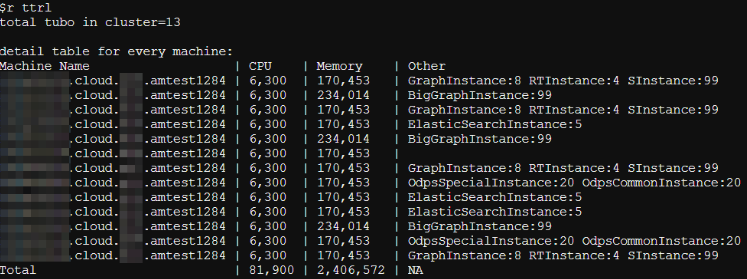 $r ttrl
total tubo in cluster=13
detail table for every machine:
Machine Name | CPU | Memory | Other
.cloud. .amtest1284 | 6,300 | 170,453 | GraphInstance:8 RTInstance:4 SInstance:99
.cloud. .amtest1284 | 6,300 | 234,014 | BigGraphInstance:99
.cloud. .amtest1284 | 6,300 | 170,453 | GraphInstance:8 RTInstance:4 SInstance:99
.cloud. .amtest1284 | 6,300 | 170,453 | ElasticSearchInstance:5
.cloud. .amtest1284 | 6,300 | 234,014 | BigGraphInstance:99
.cloud. .amtest1284 | 6,300 | 170,453 |
.cloud. .amtest1284 | 6,300 | 170,453 | GraphInstance:8 RTInstance:4 SInstance:99
.cloud. .amtest1284 | 6,300 | 170,453 | OdpsSpecialInstance:20 OdpsCommonInstance:20
.cloud. .amtest1284 | 6,300 | 170,453 | ElasticSearchInstance:5
.cloud. .amtest1284 | 6,300 | 170,453 | ElasticSearchInstance:5
.cloud. .amtest1284 | 6,300 | 234,014 | BigGraphInstance:99
.cloud. .amtest1284 | 6,300 | 170,453 | OdpsSpecialInstance:20 OdpsCommonInstance:20
.cloud. .amtest1284 | 6,300 | 170,453 | GraphInstance:8 RTInstance:4 SInstance:99
Total | 81,900 | 2,406,572 | NA